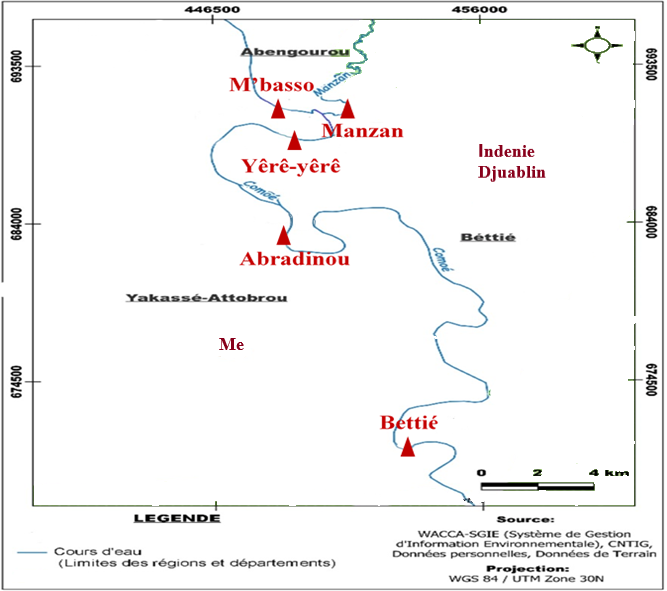 446500
456000
693500
693500
Abengourou
Manzan
M'basso
Manzan
Yêrê-yêrê
Indenie
Djuablin
Comoé
684000
684000
Béttié
Comoé
Abradinou
Yakassé-Attobrou
Me
674500
674500
Bettié
0 2 4 km
LEGENDE
Cours d'eau
(Limites des régions et départements)
Source:
WACCA-SGIE (Système de Gestion
d'Information Environnementale), CNTIG,
Données personnelles, Données de Terrain
Projection:
WGS 84 / UTM Zone 30N